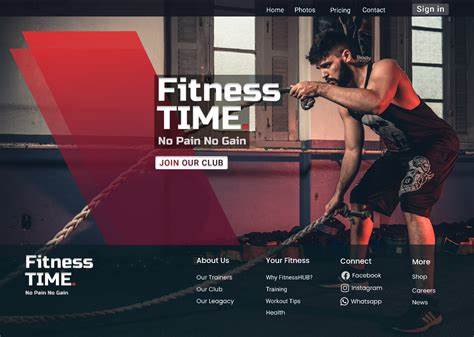 Home Photos Pricing Contact Sign in
Fitness
TIME.
No Pain No Gain
JOIN OUR CLUB
Fitness
TIME.
No Pain No Gain
About Us
Our Trainers
Our Club
Our Leagacy
Your Fitness
Why FitnessHUB?
Training
Workout Tips
Health
Connect
Facebook
Instagram
Whatsapp
More
Shop
Careers
News